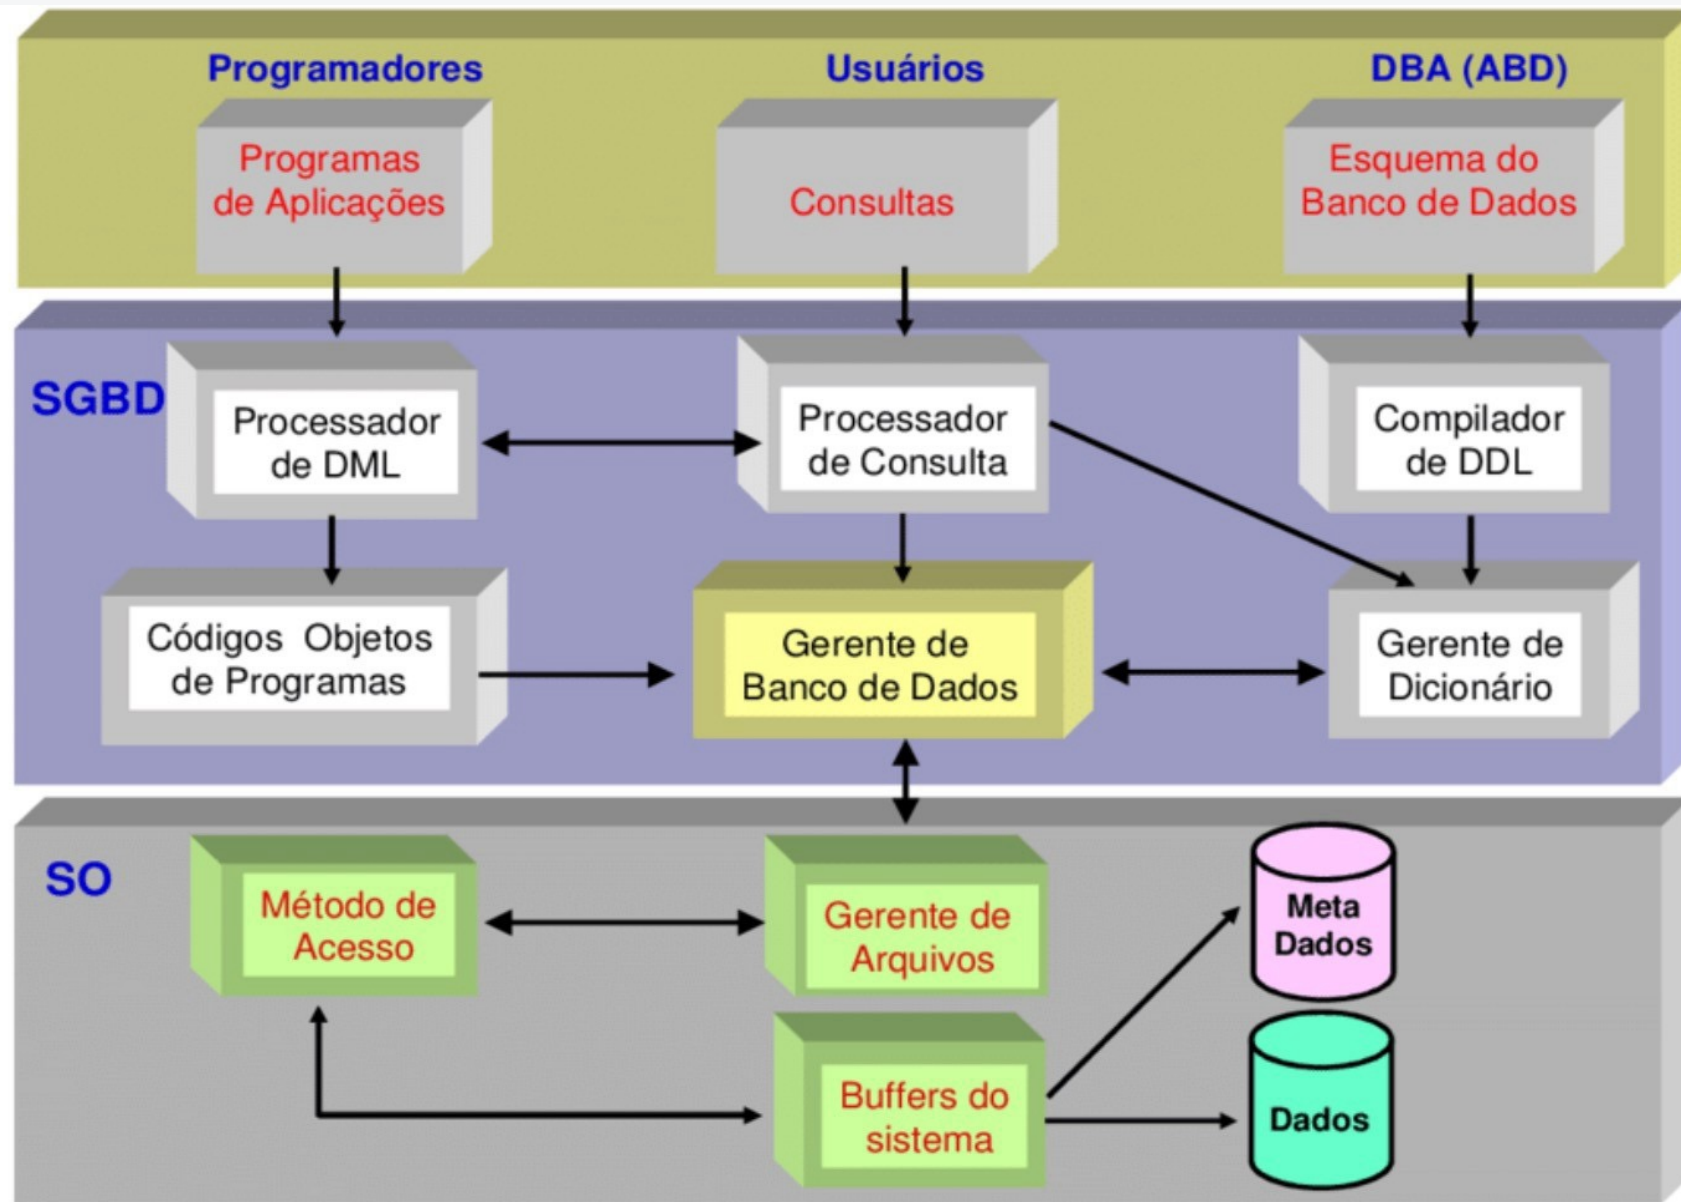 Programadores
Usuários
DBA (ABD)
Programas
de Aplicações
Consultas
Esquema do
Banco de Dados
SGBD
Processador
de DML
Processador
de Consulta
Compilador
de DDL
Códigos Objetos
de Programas
Gerente de
Banco de Dados
Gerente de
Dicionário
SO
Método de
Acesso
Gerente de
Arquivos
Meta
Dados
Buffers do
sistema
Dados